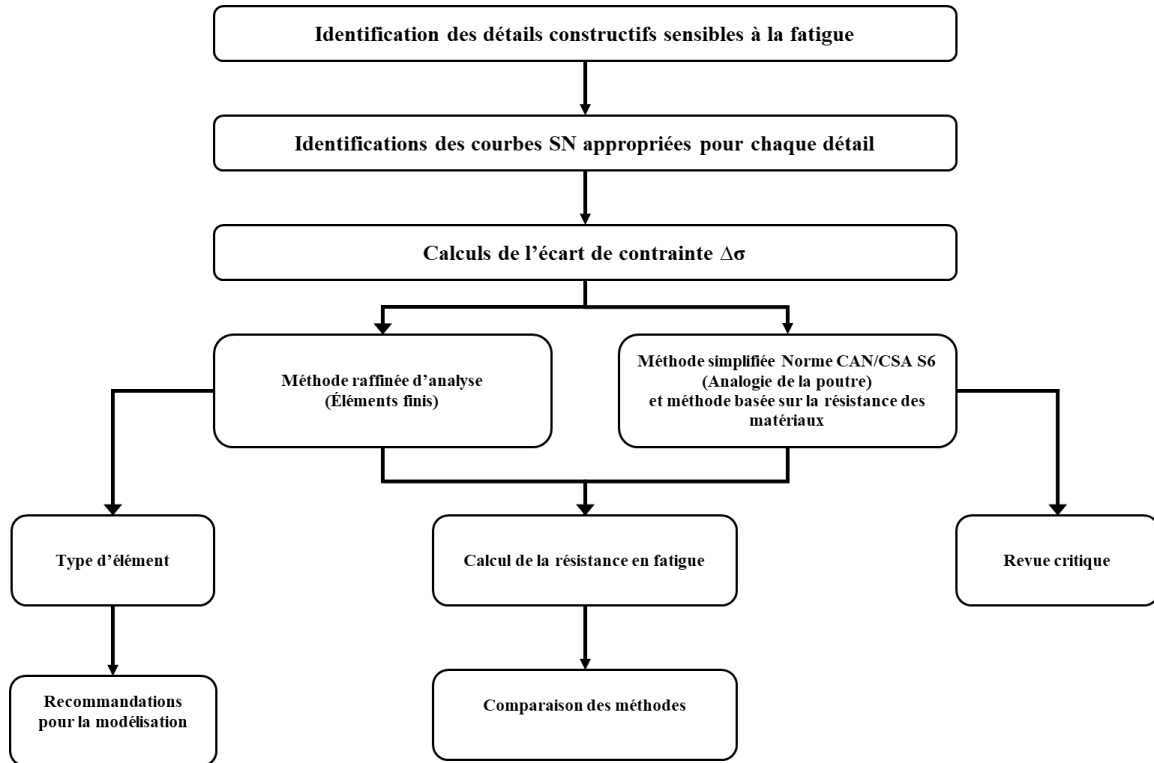 Identification des détails constructifs sensibles à la fatigue
Identifications des courbes SN appropriées pour chaque détail
Calculs de l'écart de contrainte Δσ
Méthode raffinée d'analyse
(Éléments finis)
Méthode simplifiée Norme CAN/CSA S6
(Analogie de la poutre)
et méthode basée sur la résistance des
matériaux
Type d'élément
Calcul de la résistance en fatigue
Revue critique
Recommandations
pour la modélisation
Comparaison des méthodes